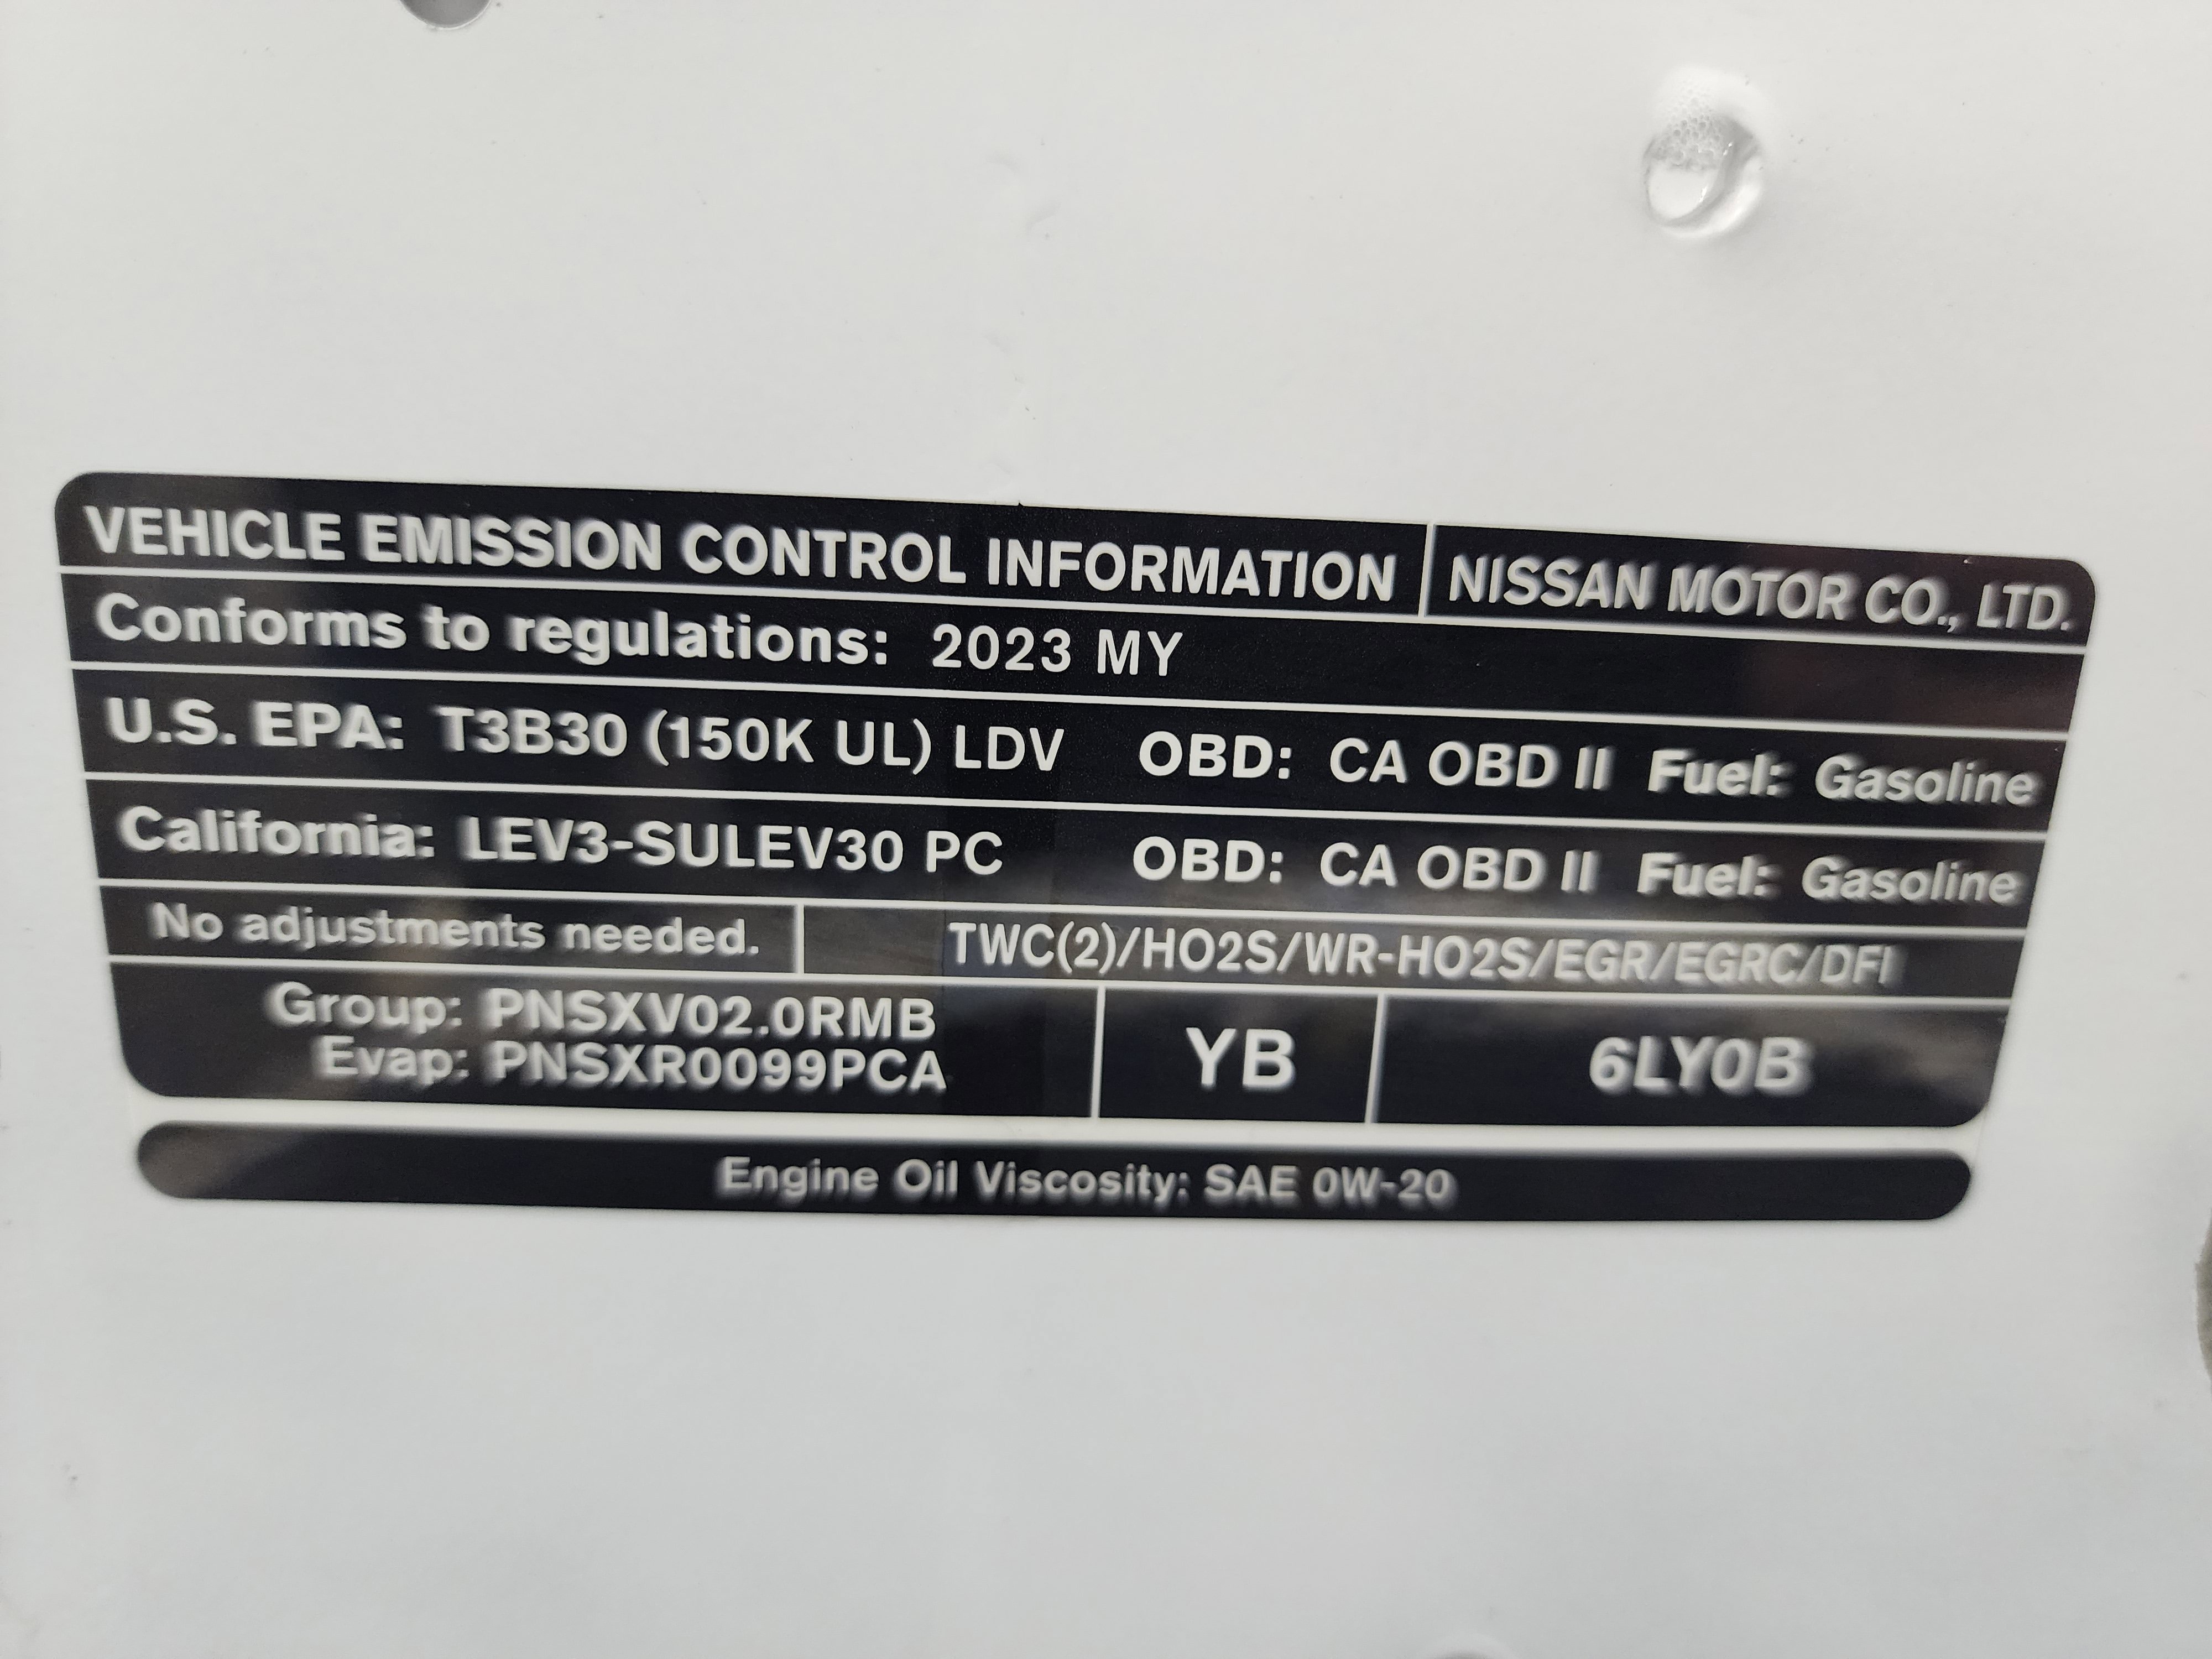 VEHICLE EMISSION CONTROL INFORMATION NISSAN MOTOR CO., LTD.
Conforms to regulations: 2023 MY
U.S. EPA: T3B30 (150K UL) LDV OBD: CA OBD II Fuel: Gasoline
California: LEV3-SULEV30 PC OBD: CA OBD II Fuel: Gasoline
No adjustments needed. TWC(2)/HO2S/WR-HO2S/EGR/EGRC/DFI
Group: PNSXV02.0RMB
Evap: PNSXR0099PCA
YB
6LY0B
Engine Oil Viscosity: SAE 0W-20